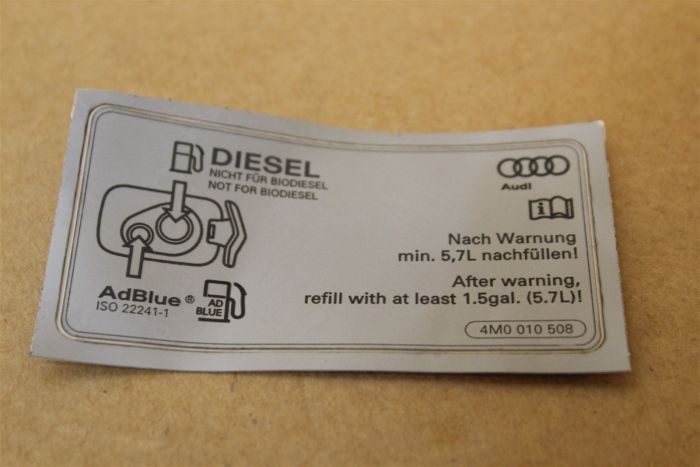 DIESEL
NICHT FÜR BIODIESEL
NOT FOR BIODIESEL
AdBlue®
ISO 22241-1
AD
BLUE
Audi
i
Nach Warnung
min. 5,7L nachfüllen!
After warning,
refill with at least 1.5gal. (5.7L)!
4M0 010 508